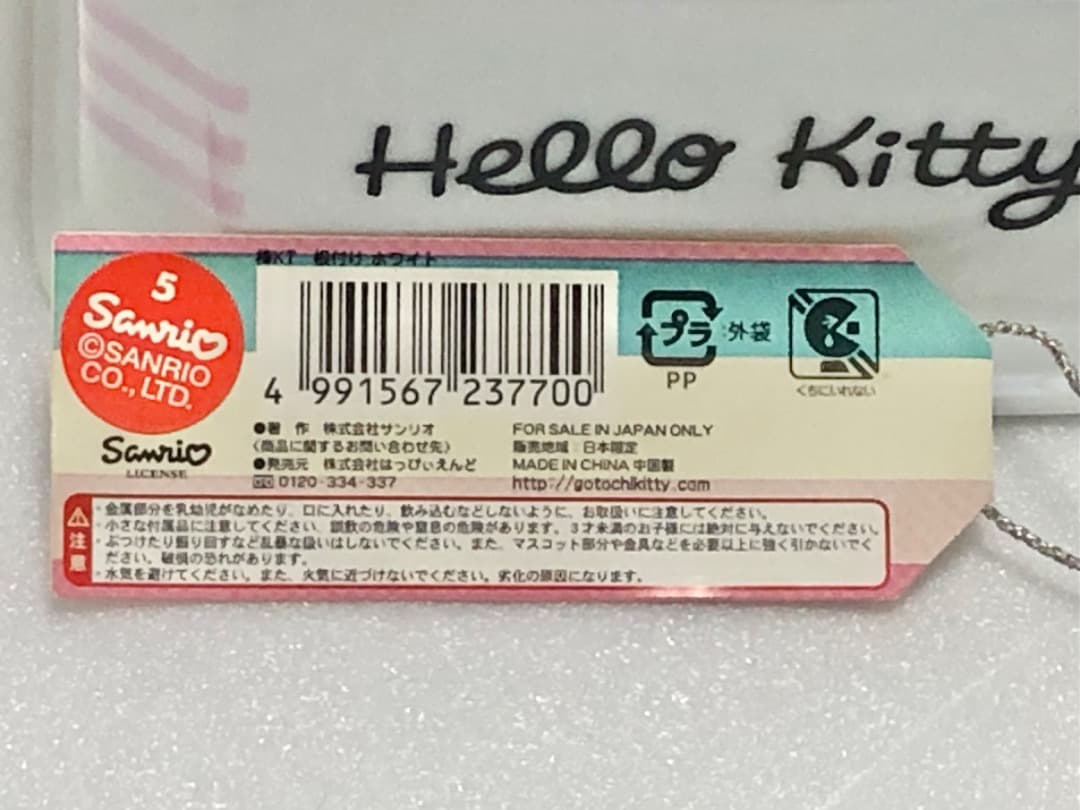 Hello Kitty
KT 根付け ホワイト
5
Sanrio
©SANRIO
CO., LTD.
Sanrio
LICENSE
4 991567 237700
プラ :外袋
PP
くちにいれない
●著 作 株式会社サンリオ
〈商品に関するお問い合わせ先〉
●発売元 株式会社はっぴぃえんど
0120-334-337
FOR SALE IN JAPAN ONLY
販売地域:日本限定
MADE IN CHINA 中国製
http://gotochikitty.com
注意
・金属部分を乳幼児がなめたり、口に入れたり、飲み込むなどしないように、お取扱いに注意してください。
・小さな付属品に注意してください。誤飲の危険や窒息の危険があります。3才未満のお子様には絶対に与えないでください。
・ぶつけたり振り回すなど乱暴な扱いはしないでください。また、マスコット部分や金具などを必要以上に強く引かないでく
ださい。破損の恐れがあります。
・水気を避けてください。また、火気に近づけないでください。劣化の原因になります。